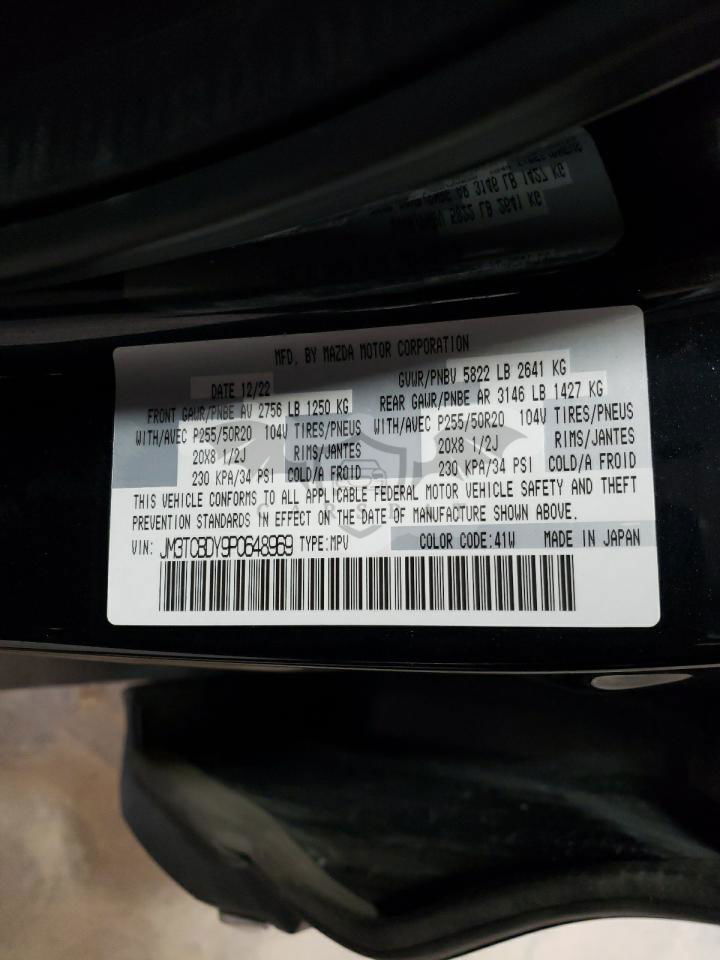 MFD. BY MAZDA MOTOR CORPORATION
DATE 12/22 GVWR/PNBV 5822 LB 2641 KG
FRONT GAWR/PNBE AV 2756 LB 1250 KG REAR GAWR/PNBE AR 3146 LB 1427 KG
WITH/AVEC P255/50R20 104V TIRES/PNEUS WITH/AVEC P255/50R20 104V TIRES/PNEUS
20X8 1/2J RIMS/JANTES 20X8 1/2J RIMS/JANTES
230 KPA/34 PSI COLD/A FROID 230 KPA/34 PSI COLD/A FROID
THIS VEHICLE CONFORMS TO ALL APPLICABLE FEDERAL MOTOR VEHICLE SAFETY AND THEFT
PREVENTION STANDARDS IN EFFECT ON THE DATE OF MANUFACTURE SHOWN ABOVE.
VIN: JM3TCBDY9P0648969 TYPE:MPV COLOR CODE:41W MADE IN JAPAN